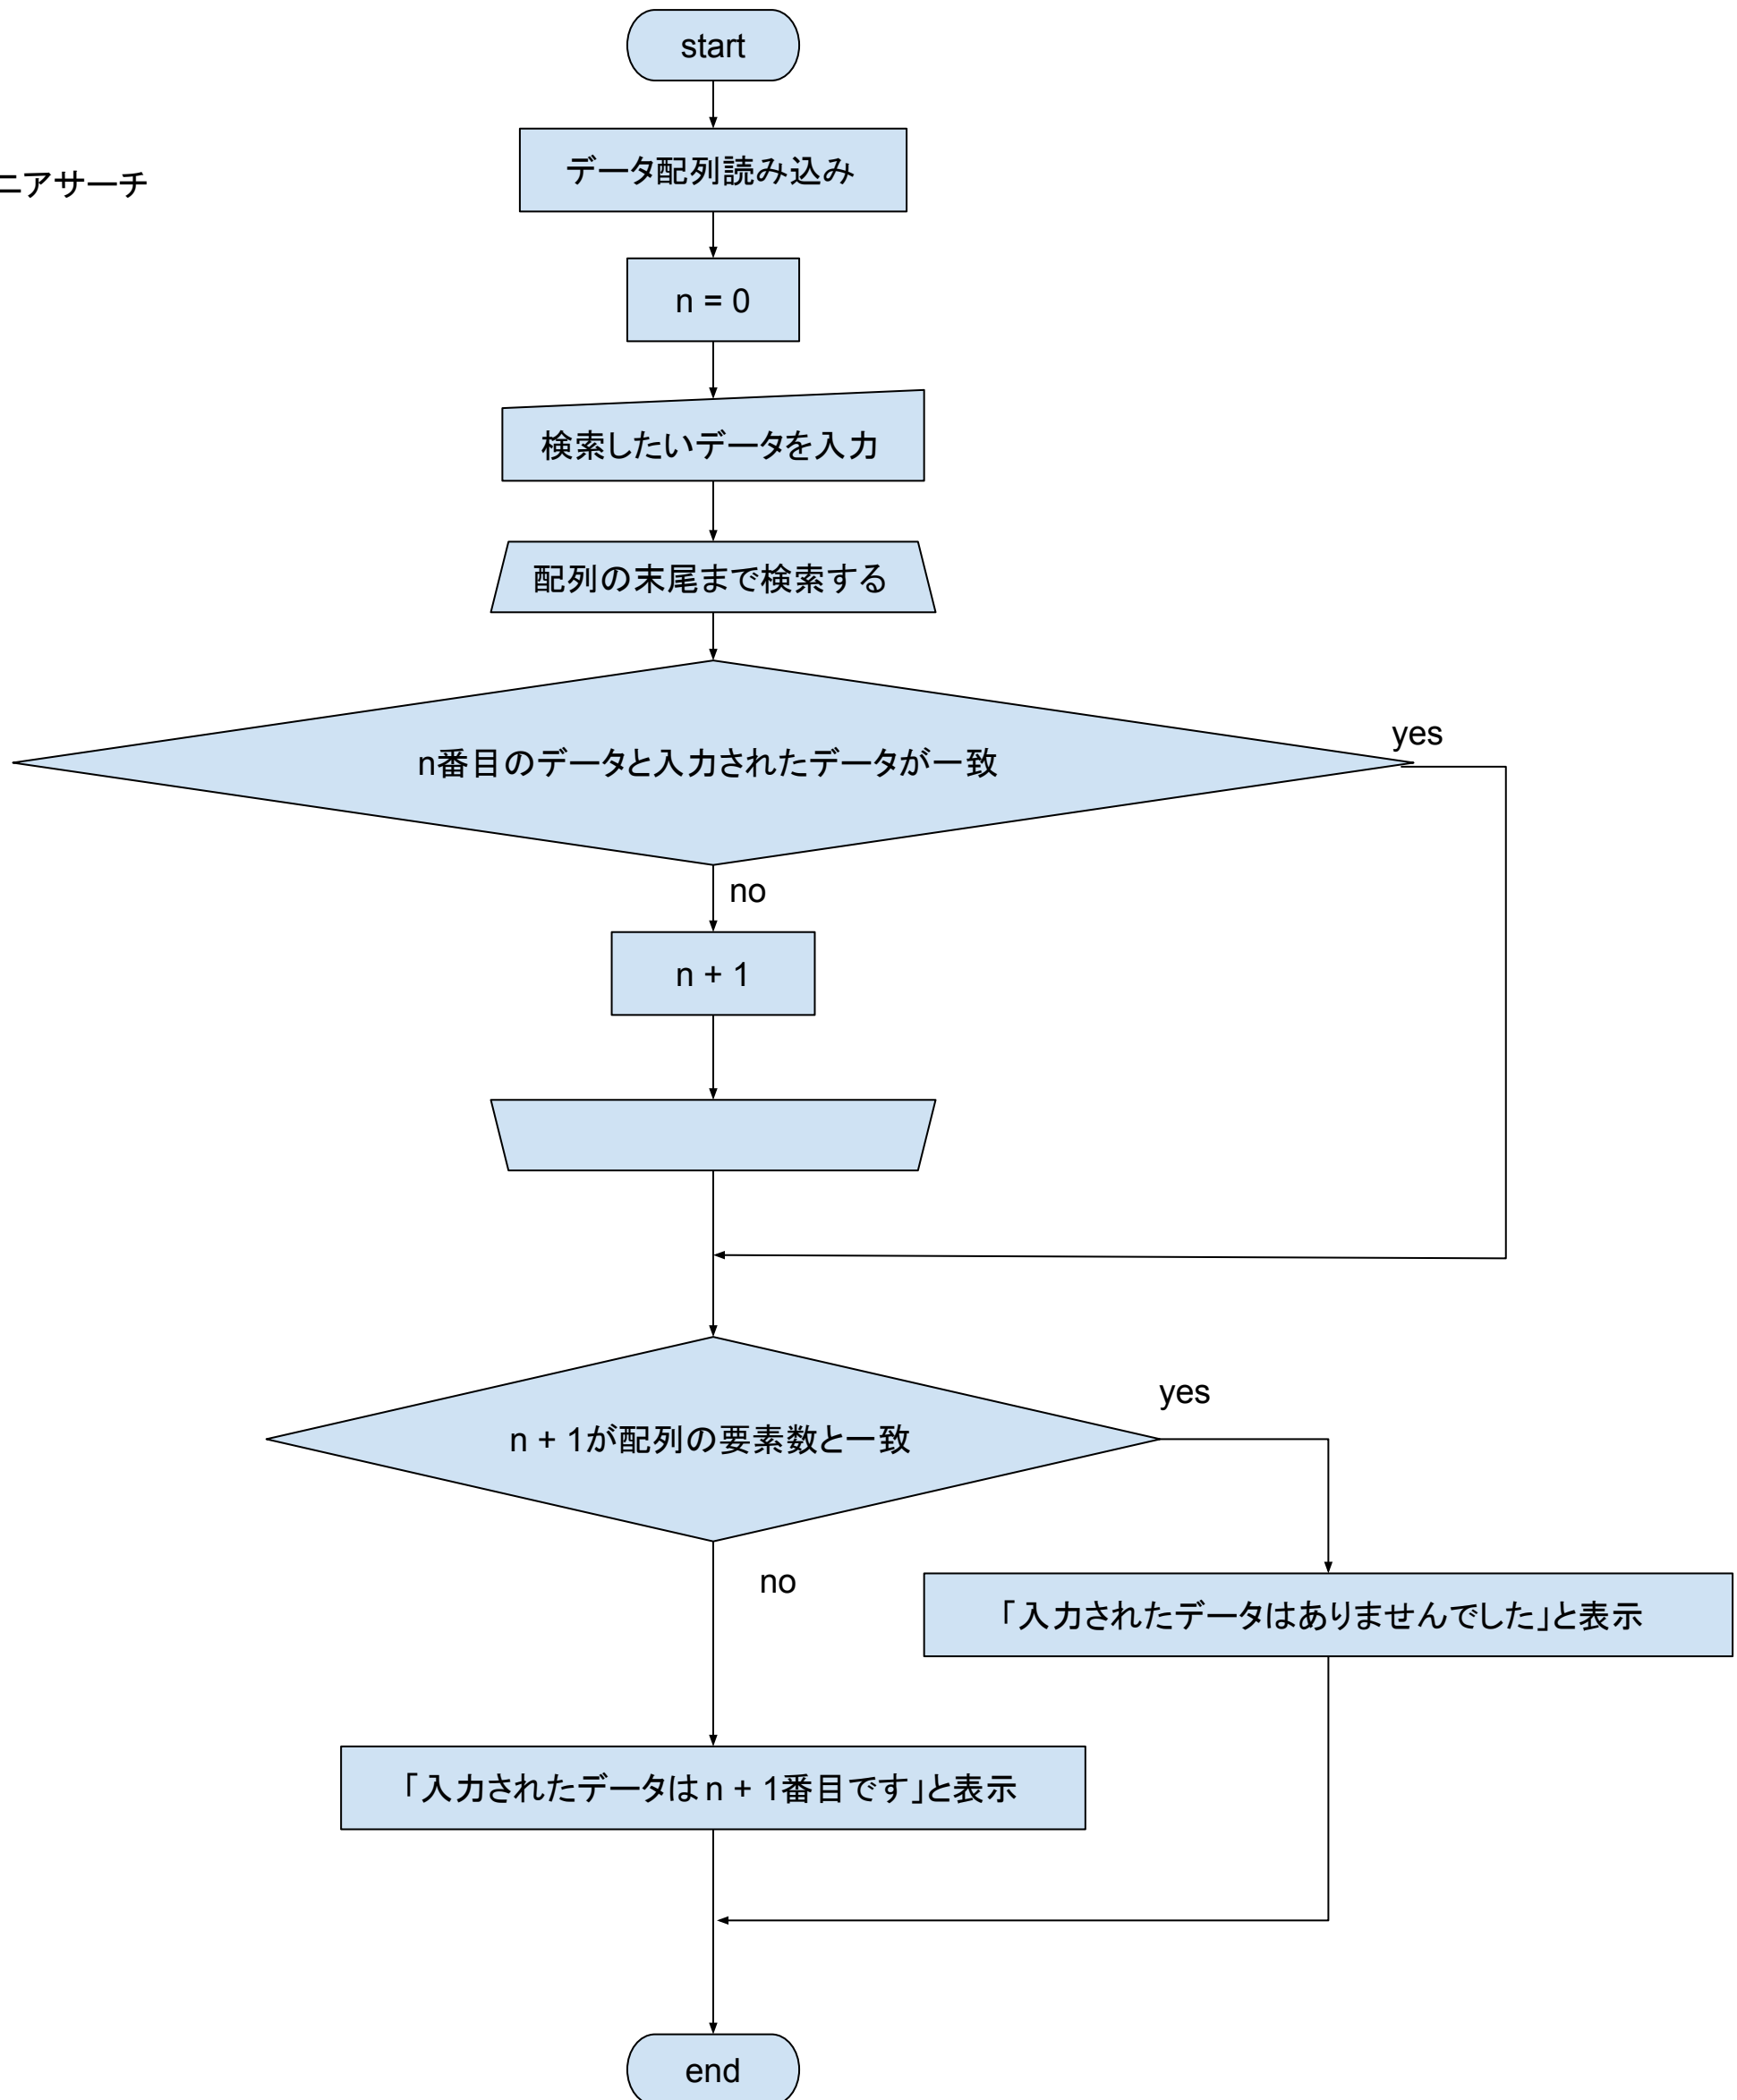 start
データ配列読み込み
ニアサーチ
n = 0
検索したいデータを入力
配列の末尾まで検索する
yes
n番目のデータと入力されたデータが一致
no
n + 1
yes
n + 1が配列の要素数と一致
no
「入力されたデータはありませんでした」と表示
「入力されたデータはn + 1番目です」と表示
end